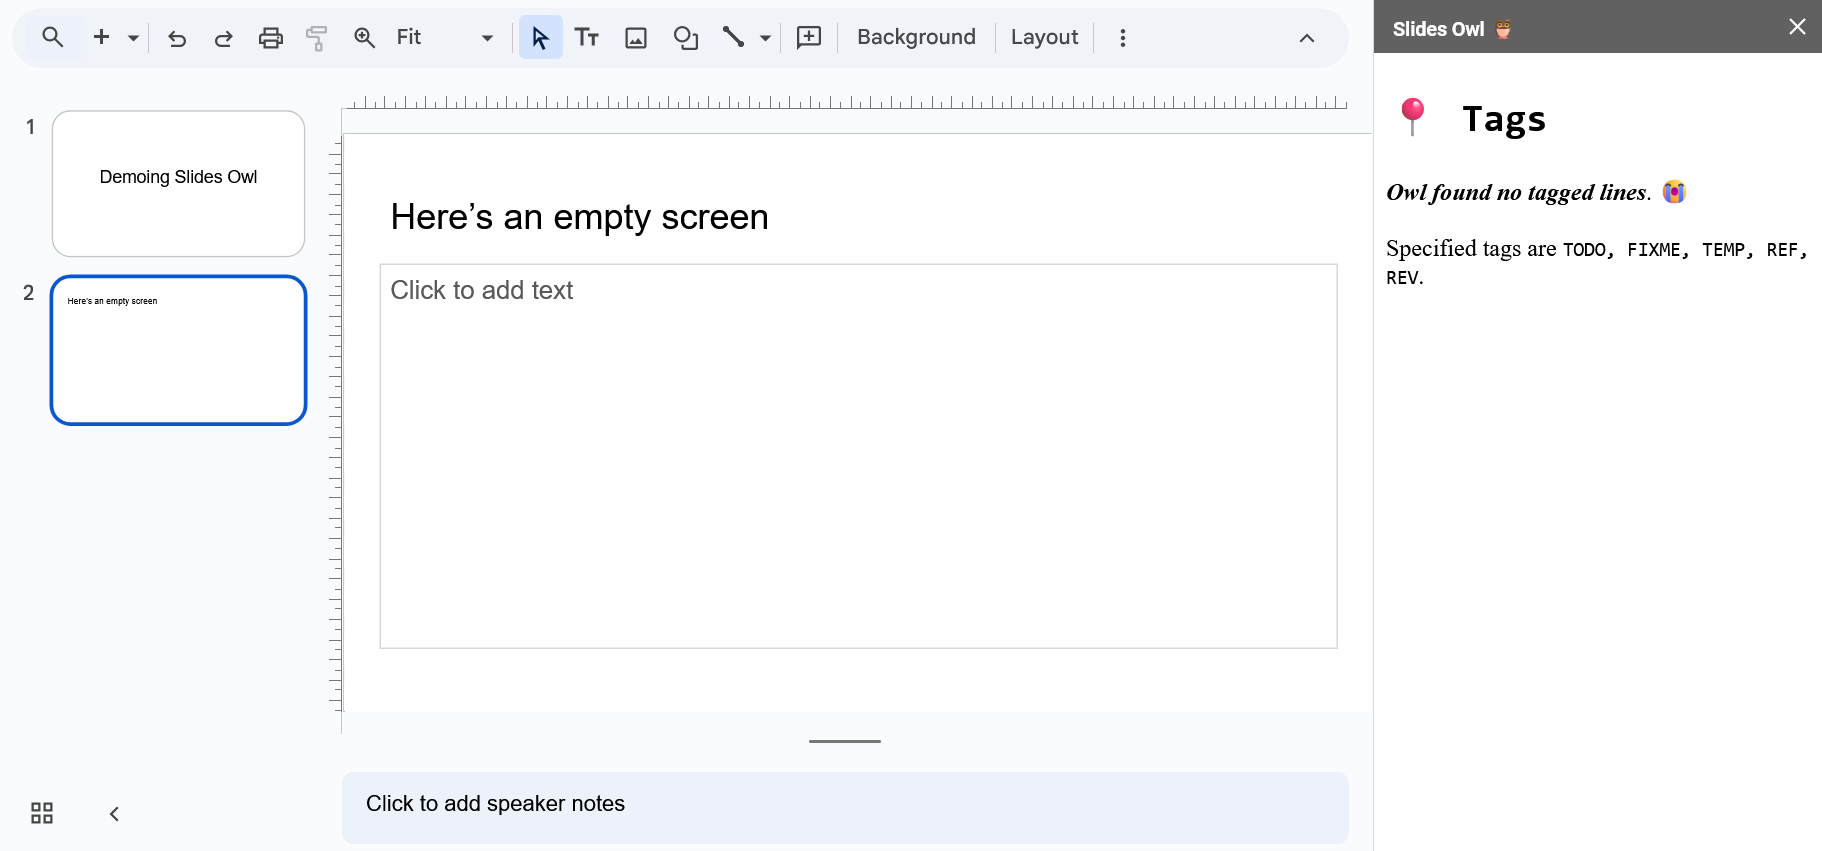 Fit
Background
Layout
Slides Owl 🦉
1
Demoing Slides Owl
2
Here's an empty screen
Here’s an empty screen
Click to add text
Click to add speaker notes
📍 Tags
Owl found no tagged lines. 😭
Specified tags are TODO, FIXME, TEMP, REF,
REV.